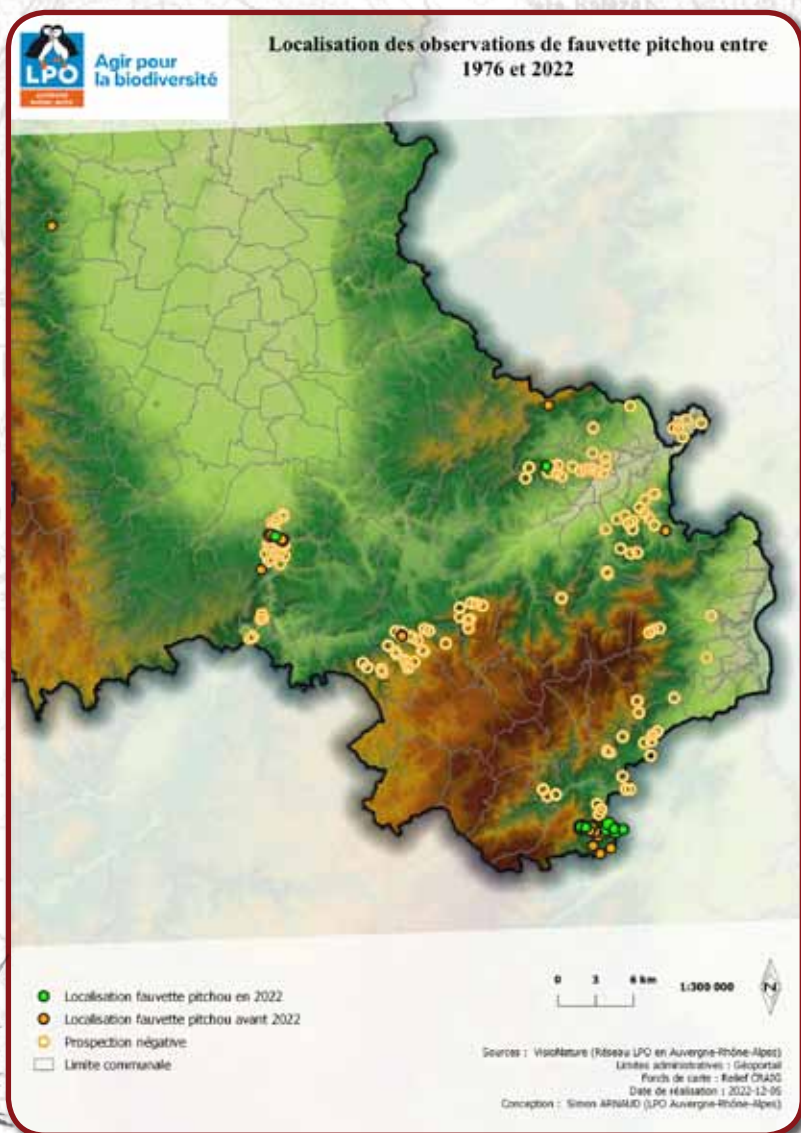 LPO
AUVERGNE
RHÔNE-ALPES
Agir pour
la biodiversité
Localisation des observations de fauvette pitchou entre
1976 et 2022
Localisation fauvette pitchou en 2022
Localisation fauvette pitchou avant 2022
Prospection négative
Limite communale
0 3 6 km
1:300 000
N
Sources : VisioNature (Réseau LPO en Auvergne-Rhône-Alpes)
Limites administratives : Géoportail
Fonds de carte : Relief CRAIG
Date de réalisation : 2022-12-05
Conception : Simon ARNAUD (LPO Auvergne-Rhône-Alpes)